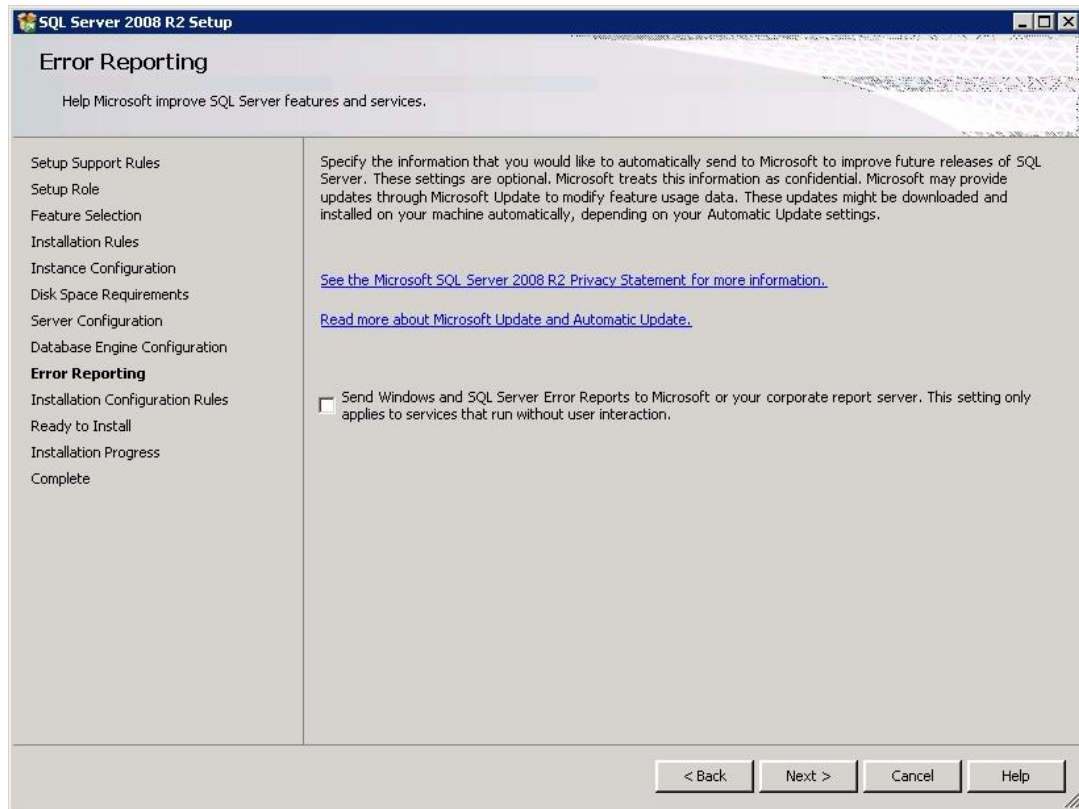 SQL Server 2008 R2 Setup
Error Reporting
Help Microsoft improve SQL Server features and services.
Setup Support Rules
Setup Role
Feature Selection
Installation Rules
Instance Configuration
Disk Space Requirements
Server Configuration
Database Engine Configuration
Error Reporting
Installation Configuration Rules
Ready to Install
Installation Progress
Complete
Specify the information that you would like to automatically send to Microsoft to improve future releases of SQL
Server. These settings are optional. Microsoft treats this information as confidential. Microsoft may provide
updates through Microsoft Update to modify feature usage data. These updates might be downloaded and
installed on your machine automatically, depending on your Automatic Update settings.
See the Microsoft SQL Server 2008 R2 Privacy Statement for more information.
Read more about Microsoft Update and Automatic Update.
Send Windows and SQL Server Error Reports to Microsoft or your corporate report server. This setting only
applies to services that run without user interaction.
< Back
Next >
Cancel
Help